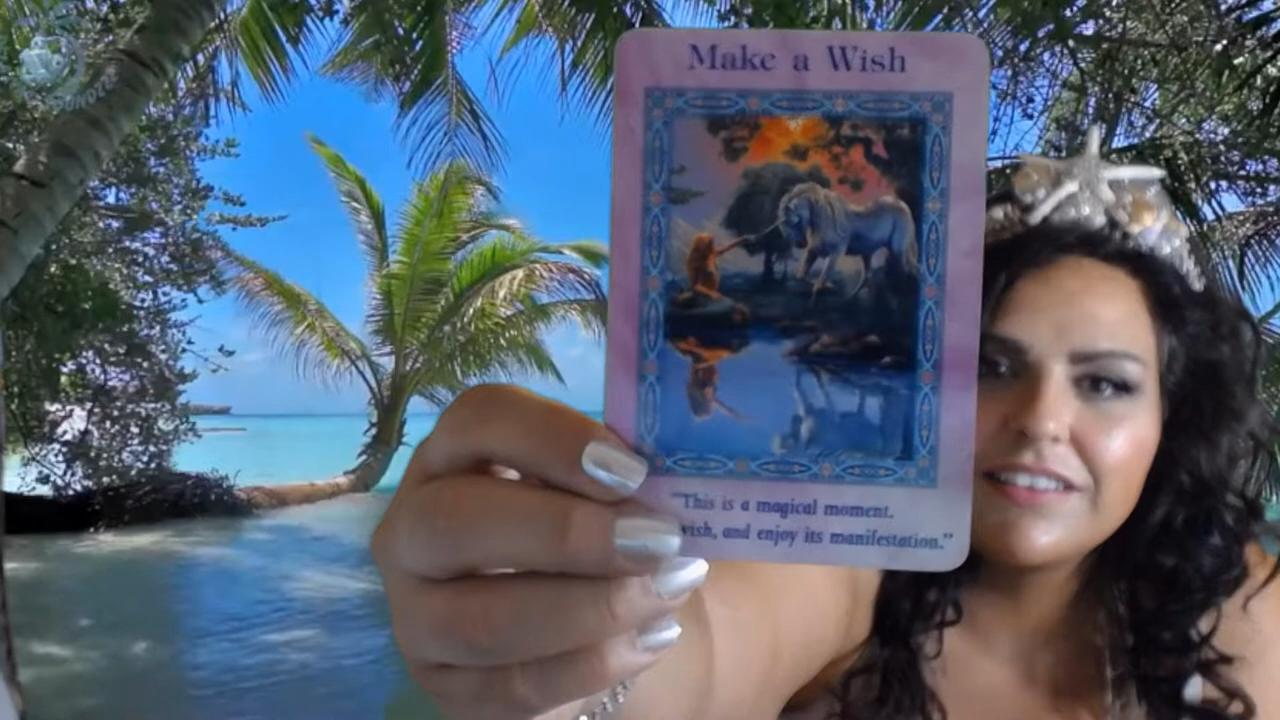 Make a Wish
"This is a magical moment.
wish, and enjoy its manifestation."